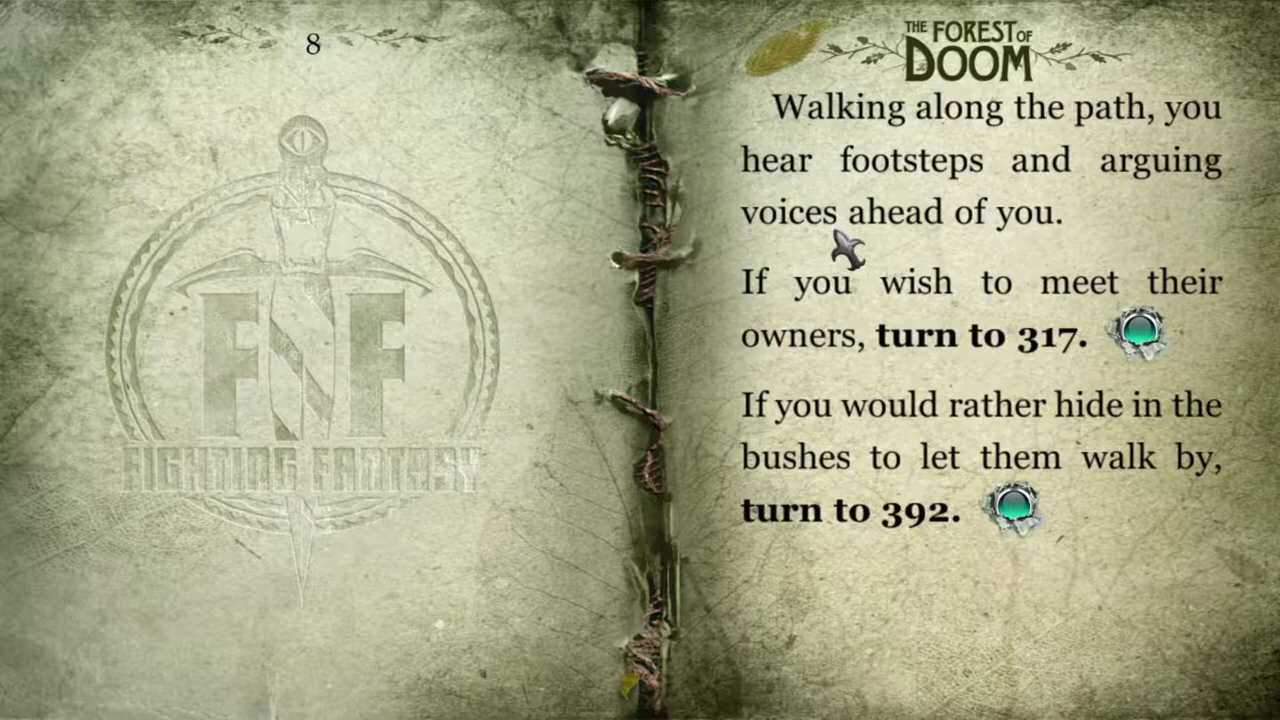 8
THE FOREST OF
DOOM
Walking along the path, you
hear footsteps and arguing
voices ahead of you.
If you wish to meet their
owners, turn to 317.
If you would rather hide in the
bushes to let them walk by,
turn to 392.
FF
FIGHTING FANTASY